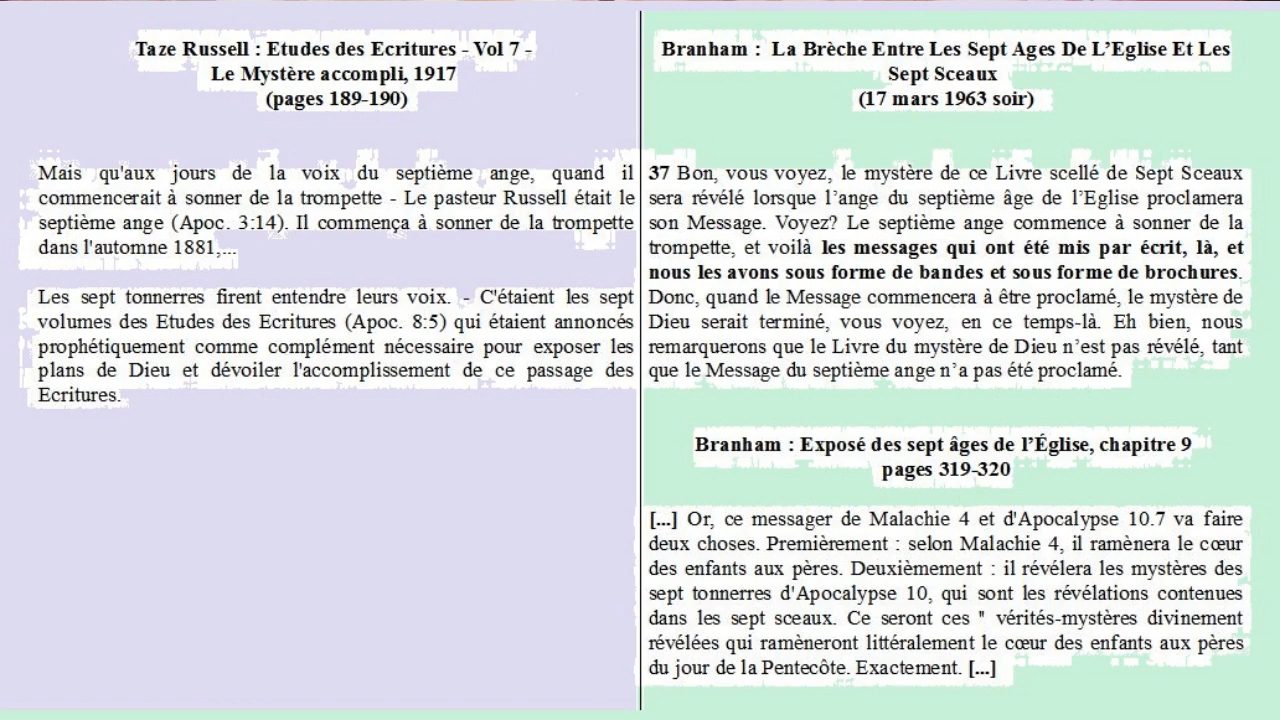 Taze Russell : Etudes des Ecritures - Vol 7 -
Le Mystère accompli, 1917
(pages 189-190)
Mais qu'aux jours de la voix du septième ange, quand il
commencerait à sonner de la trompette - Le pasteur Russell était le
septième ange (Apoc. 3:14). Il commença à sonner de la trompette
dans l'automne 1881,...
Les sept tonnerres firent entendre leurs voix. - C'étaient les sept
volumes des Etudes des Ecritures (Apoc. 8:5) qui étaient annoncés
prophétiquement comme complément nécessaire pour exposer les
plans de Dieu et dévoiler l'accomplissement de ce passage des
Ecritures.
Branham : La Brèche Entre Les Sept Ages De L’Eglise Et Les
Sept Sceaux
(17 mars 1963 soir)
37 Bon, vous voyez, le mystère de ce Livre scellé de Sept Sceaux
sera révélé lorsque l’ange du septième âge de l’Eglise proclamera
son Message. Voyez? Le septième ange commence à sonner de la
trompette, et voilà les messages qui ont été mis par écrit, là, et
nous les avons sous forme de bandes et sous forme de brochures.
Donc, quand le Message commencera à être proclamé, le mystère de
Dieu serait terminé, vous voyez, en ce temps-là. Eh bien, nous
remarquerons que le Livre du mystère de Dieu n’est pas révélé, tant
que le Message du septième ange n’a pas été proclamé.
Branham : Exposé des sept âges de l’Église, chapitre 9
pages 319-320
[...] Or, ce messager de Malachie 4 et d'Apocalypse 10.7 va faire
deux choses. Premièrement : selon Malachie 4, il ramènera le cœur
des enfants aux pères. Deuxièmement : il révélera les mystères des
sept tonnerres d'Apocalypse 10, qui sont les révélations contenues
dans les sept sceaux. Ce seront ces " vérités-mystères divinement
révélées qui ramèneront littéralement le cœur des enfants aux pères
du jour de la Pentecôte. Exactement. [...]